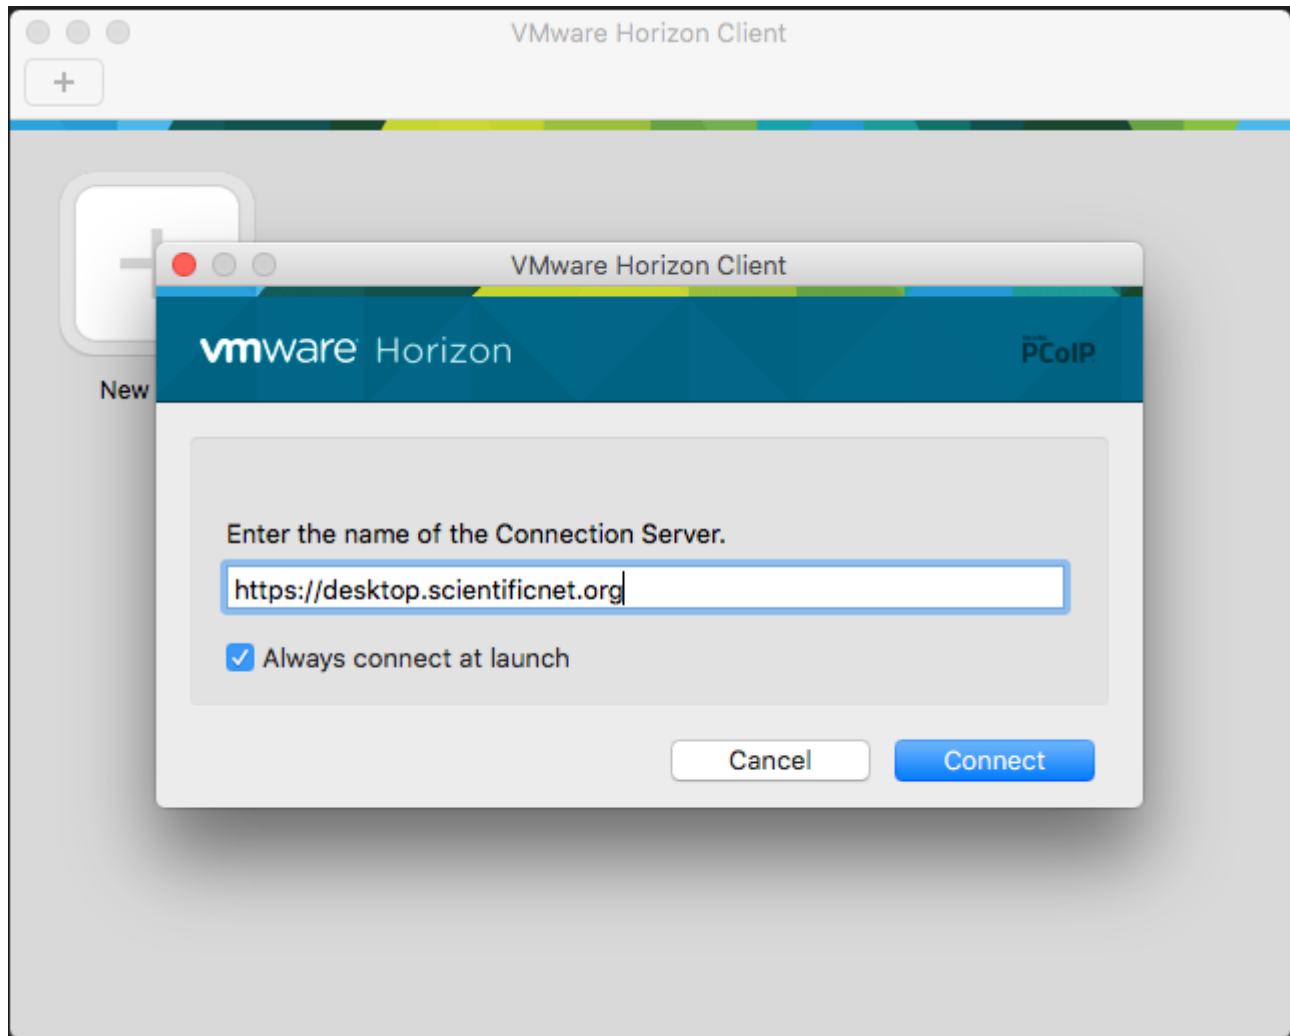 VMware Horizon Client
+
VMware Horizon Client
vmware Horizon
PCoIP
New
Enter the name of the Connection Server.
https://desktop.scientificnet.org
Always connect at launch
Cancel
Connect